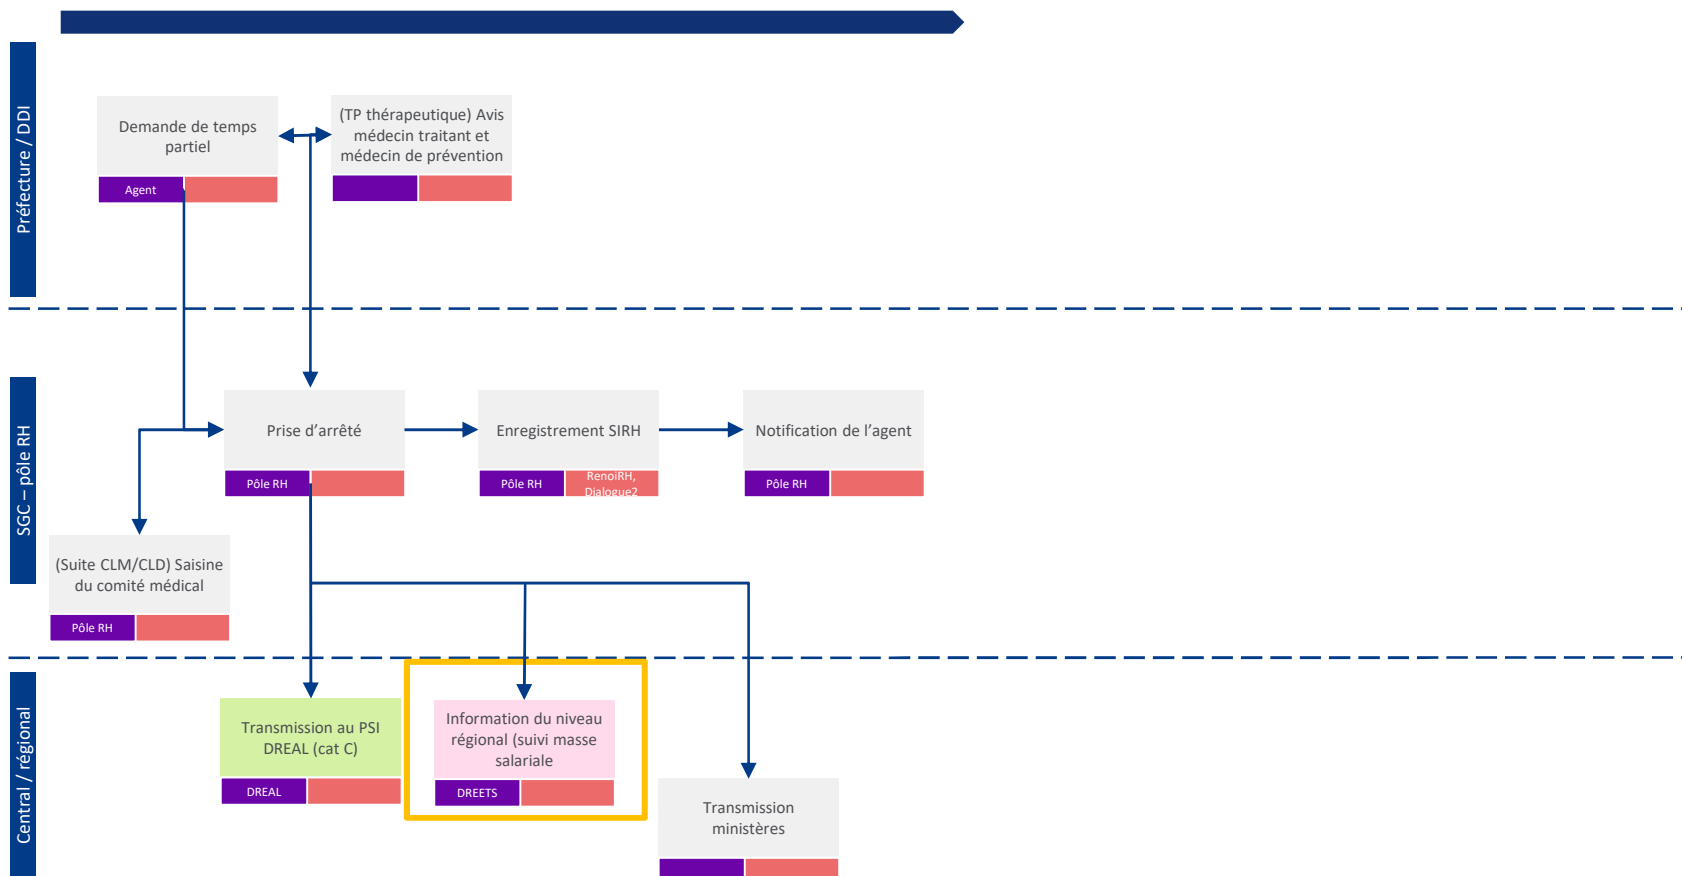 Préfecture / DDI
Demande de temps
partiel
Agent
(TP thérapeutique) Avis
médecin traitant et
médecin de prévention
SGC – pôle RH
Prise d’arrêté
Pôle RH
Enregistrement SIRH
Pôle RH
RenoiRH,
Dialogue2
Notification de l’agent
Pôle RH
(Suite CLM/CLD) Saisine
du comité médical
Pôle RH
Central / régional
Transmission au PSI
DREAL (cat C)
DREAL
Information du niveau
régional (suivi masse
salariale
DREETS
Transmission
ministères